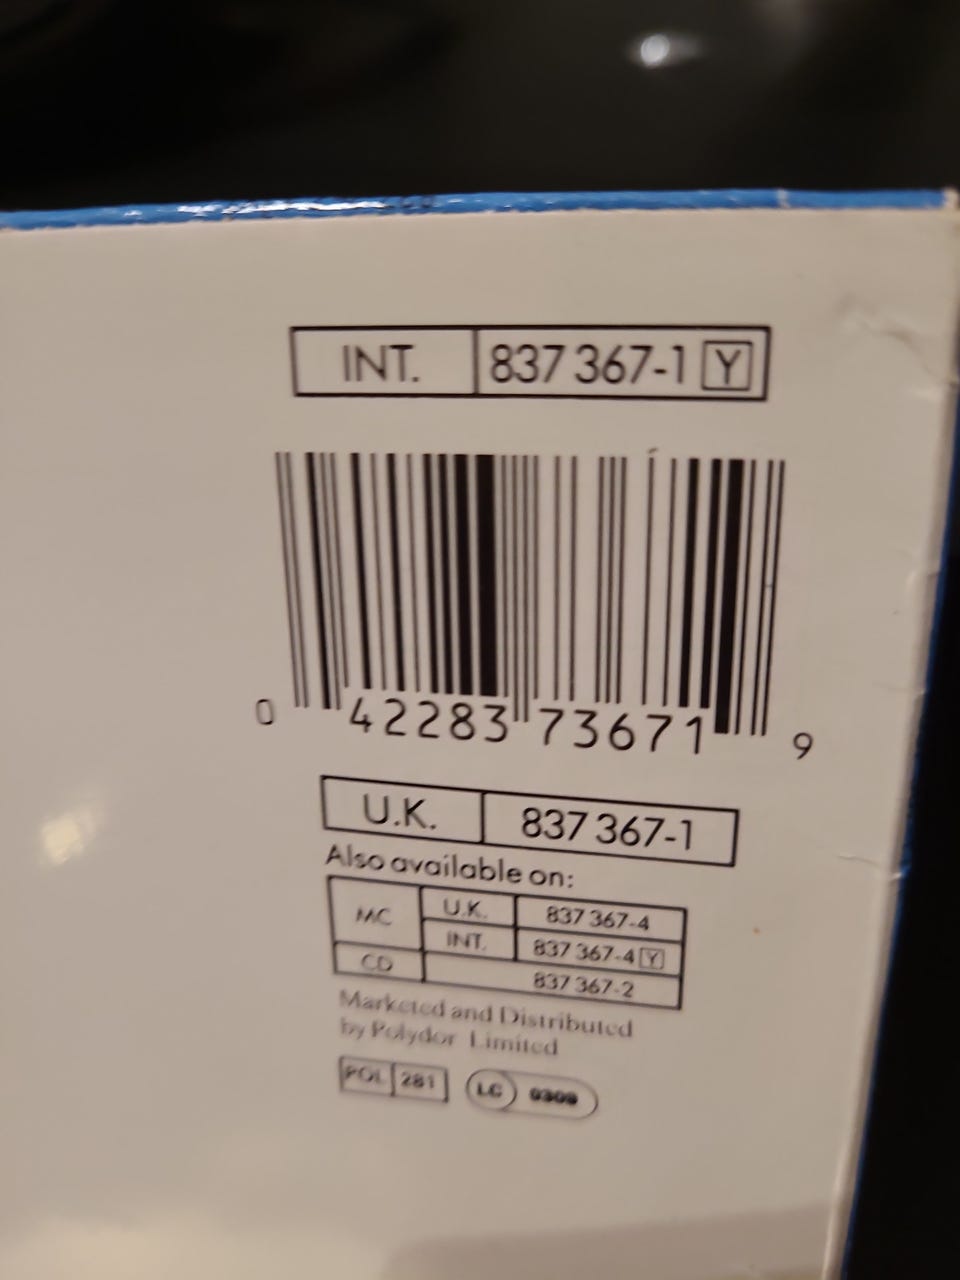 INT. 837 367-1 Y
0 42283 73671 9
U.K. 837 367-1
Also available on:
MC U.K. 837 367-4
INT. 837 367-4 Y
CD 837 367-2
Marketed and Distributed
by Polydor Limited
POL 281 LC 0309